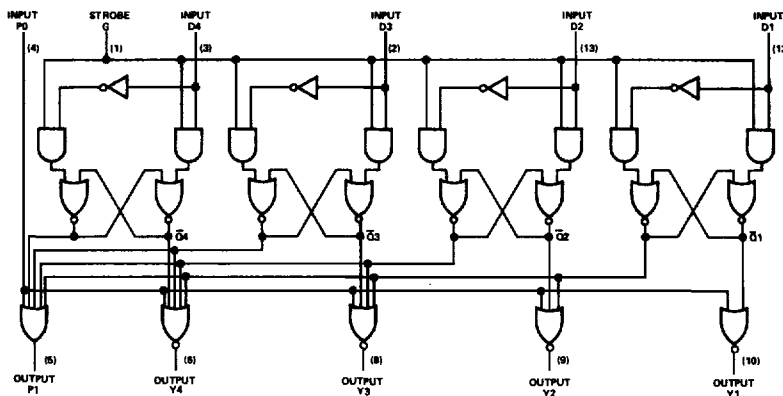 INPUT
P0
STROBE
G
INPUT
D4
INPUT
D3
INPUT
D2
INPUT
D1
(4)
(1)
(3)
(2)
(13)
Q̅4
Q̅3
Q̅2
Q̅1
(5)
(6)
(8)
(9)
(10)
OUTPUT
P1
OUTPUT
Y4
OUTPUT
Y3
OUTPUT
Y2
OUTPUT
Y1